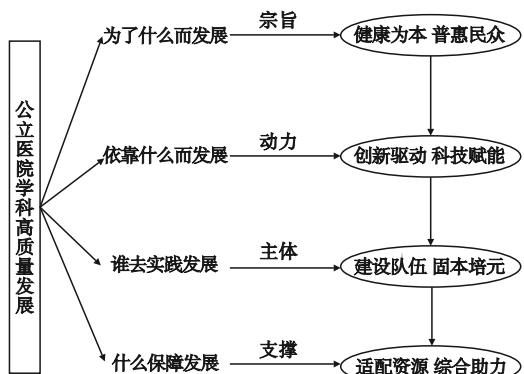 公立医院学科高质量发展
为了什么而发展
宗旨
健康为本 普惠民众
依靠什么而发展
动力
创新驱动 科技赋能
谁去实践发展
主体
建设队伍 固本培元
什么保障发展
支撑
适配资源 综合助力